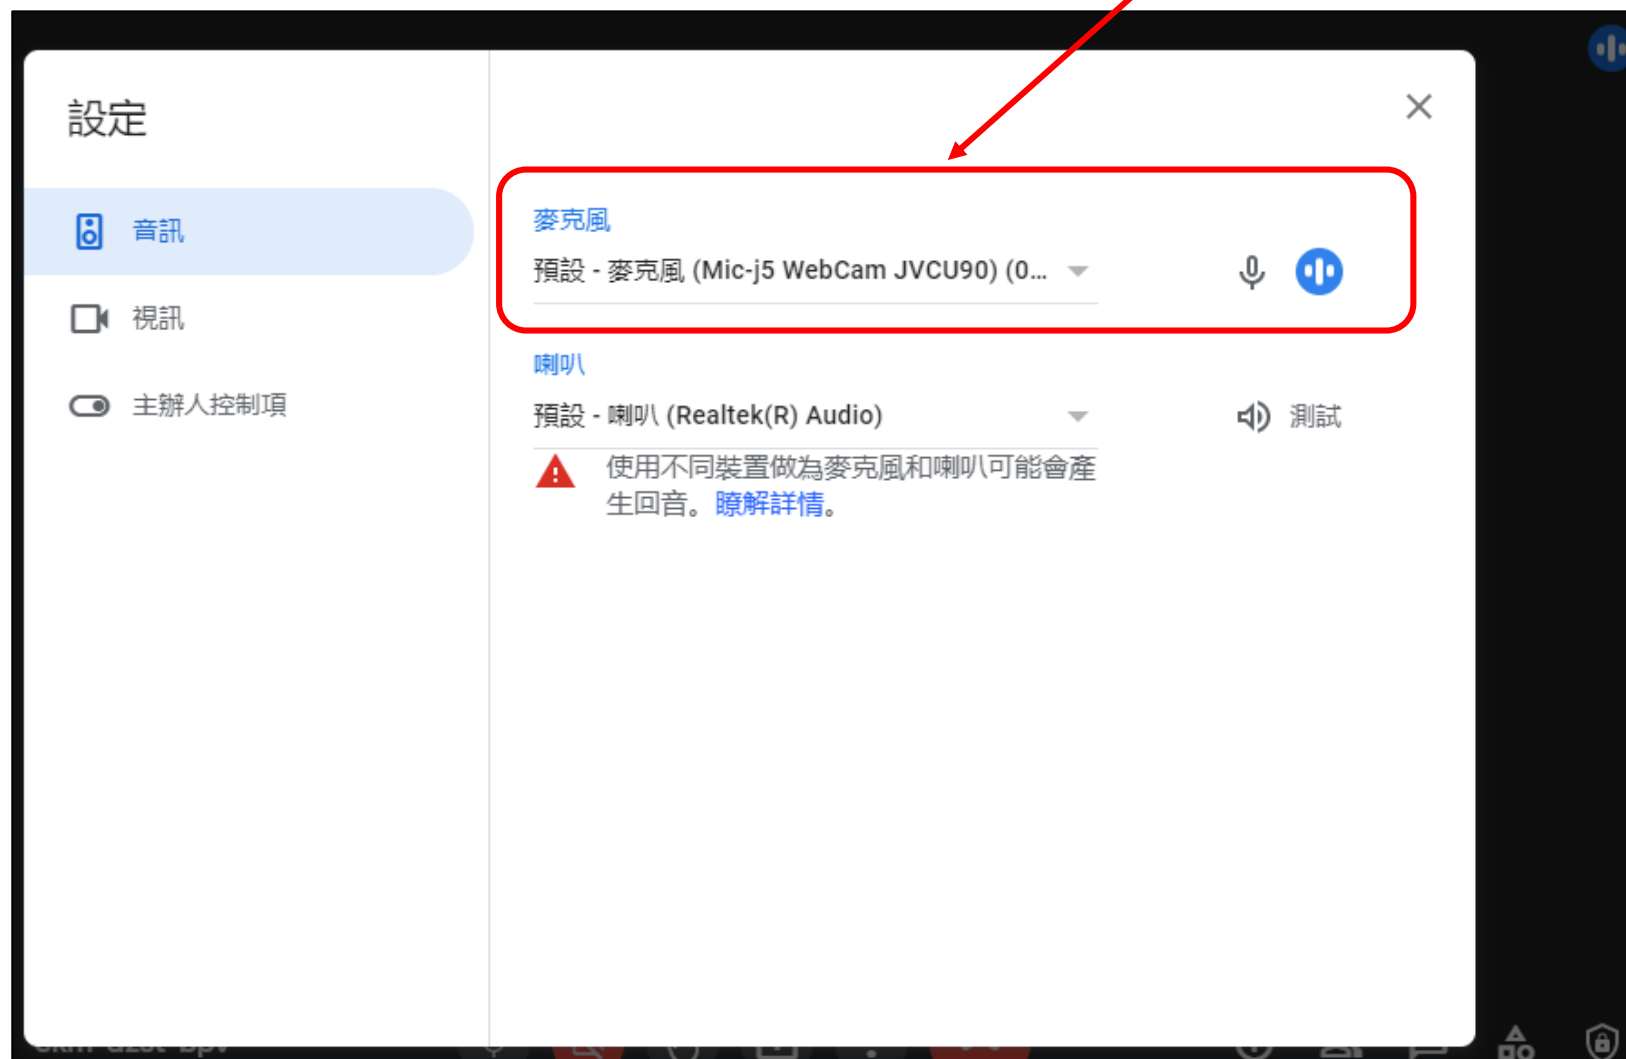 設定
音訊
視訊
主辦人控制項
麥克風
預設 - 麥克風 (Mic-j5 WebCam JVCU90) (0...
喇叭
預設 - 喇叭 (Realtek(R) Audio)
測試
使用不同裝置做為麥克風和喇叭可能會產
生回音。瞭解詳情。